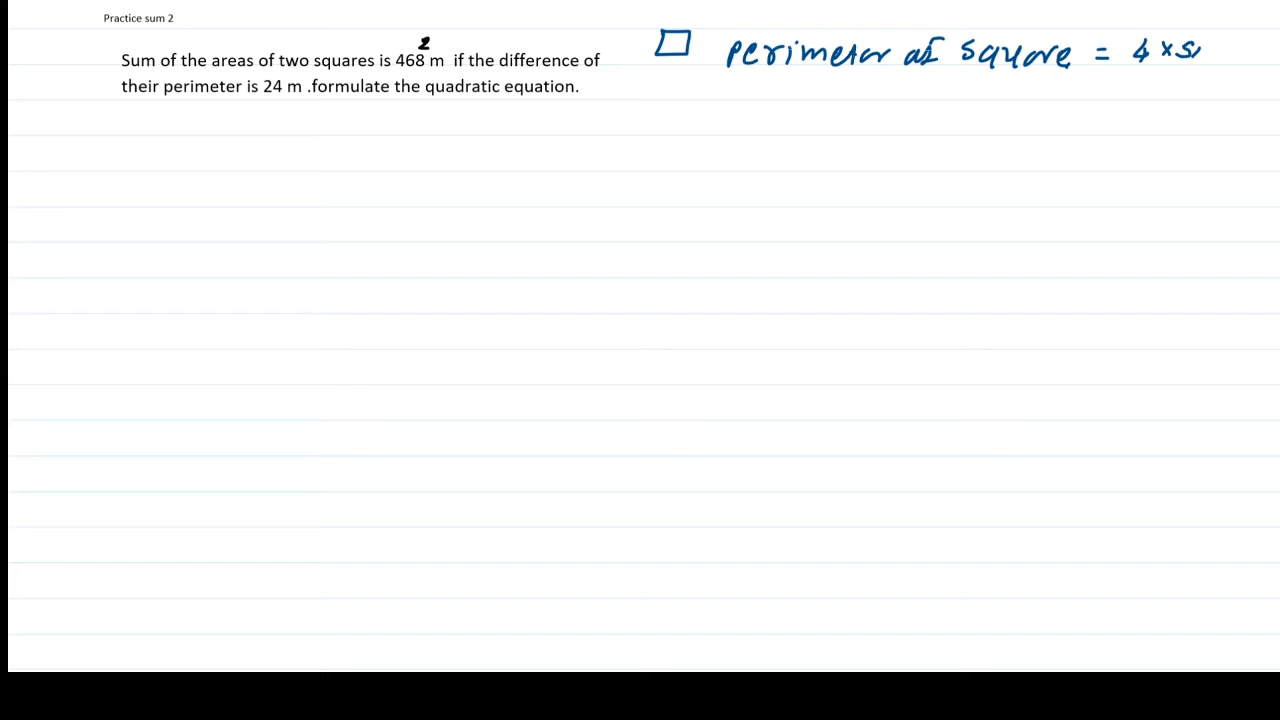 Practice sum 2
Sum of the areas of two squares is 468 m² if the difference of
their perimeter is 24 m .formulate the quadratic equation.
perimeter of square = 4 × s